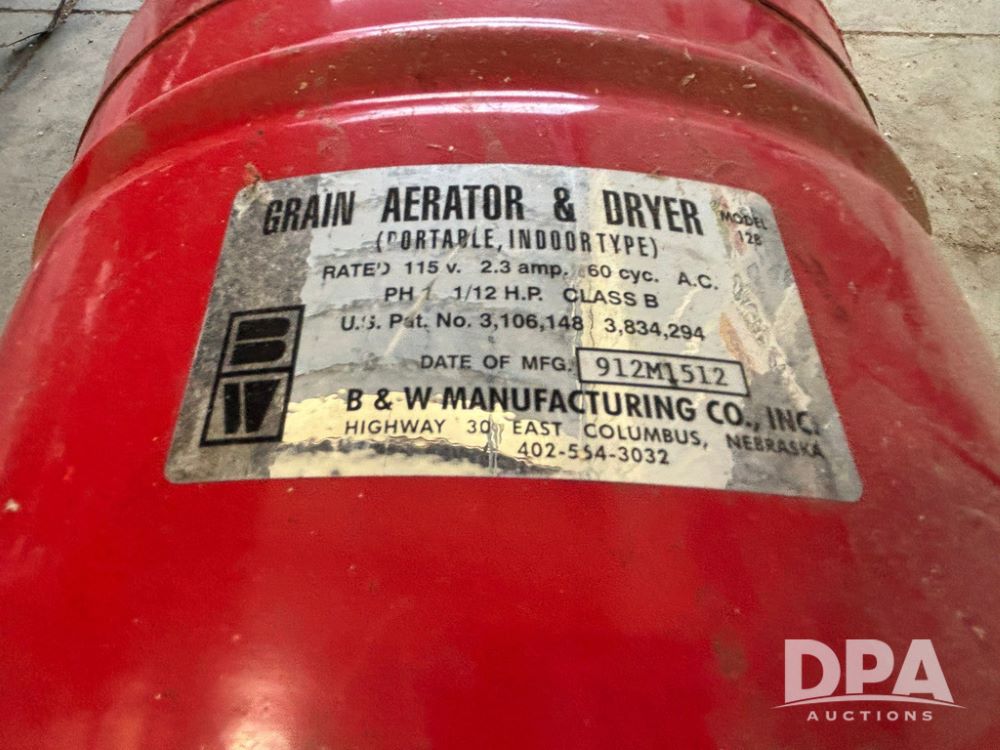 GRAIN AERATOR & DRYER MODEL
12B
(PORTABLE, INDOOR TYPE)
RATED 115 v. 2.3 amp. 60 cyc. A.C.
PH 1 1/12 H.P. CLASS B
U.S. Pat. No. 3,106,148 3,834,294
DATE OF MFG. 912M1512
B W
B & W MANUFACTURING CO., INC.
HIGHWAY 30 EAST COLUMBUS, NEBRASKA
402-564-3032
DPA
AUCTIONS